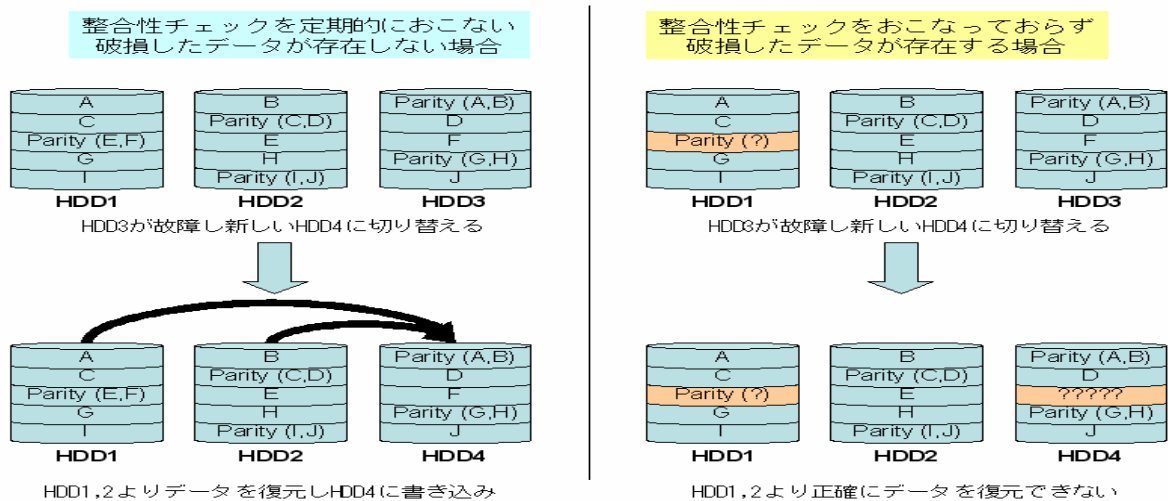 整合性チェックを定期的におこない
破損したデータが存在しない場合
A
C
Parity (E,F)
G
I
HDD1
B
Parity (C,D)
E
H
Parity (I,J)
HDD2
Parity (A,B)
D
F
Parity (G,H)
J
HDD3
HDD3が故障し新しいHDD4に切り替える
A
C
Parity (E,F)
G
I
HDD1
B
Parity (C,D)
E
H
Parity (I,J)
HDD2
Parity (A,B)
D
F
Parity (G,H)
J
HDD4
HDD1,2よりデータを復元しHDD4に書き込み
整合性チェックをおこなっておらず
破損したデータが存在する場合
A
C
Parity (?)
G
I
HDD1
B
Parity (C,D)
E
H
Parity (I,J)
HDD2
Parity (A,B)
D
F
Parity (G,H)
J
HDD3
HDD3が故障し新しいHDD4に切り替える
A
C
Parity (?)
G
I
HDD1
B
Parity (C,D)
E
H
Parity (I,J)
HDD2
Parity (A,B)
D
?????
Parity (G,H)
J
HDD4
HDD1,2より正確にデータを復元できない